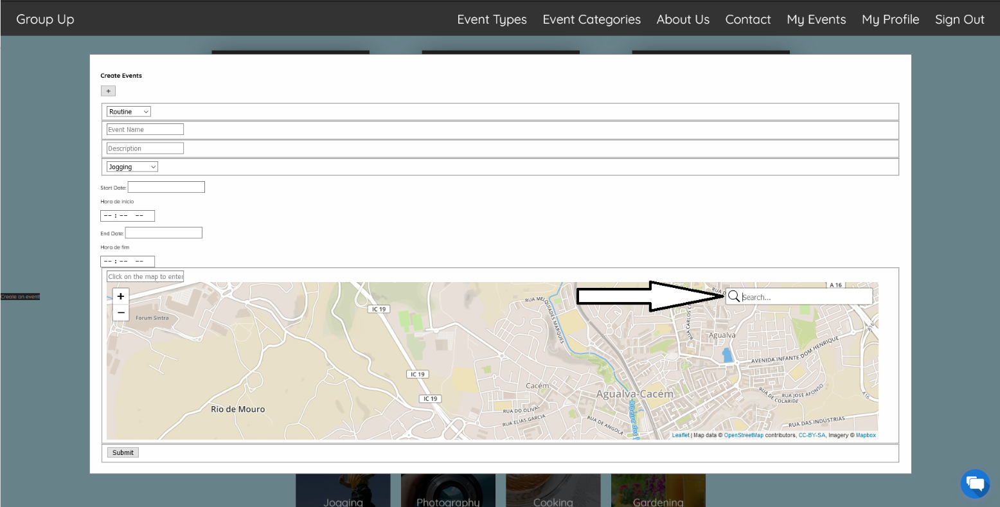 Group Up
Event Types
Event Categories
About Us
Contact
My Events
My Profile
Sign Out
Create Events
+
Routine
Event Name
Description
Jogging
Start Date:
Hora de inicio
-- : -- --
End Date:
Hora de fim
-- : -- --
Click on the map to enter
Create an event
+
−
Search...
A 16
Forum Sintra
IC 19
RUA MELQUIADES MARQUES
RUA CARLOS
Agualva
AVENIDA INFANTE DOM HENRIQUE
A16
IC 19
Cacém
Agualva-Cacém
IC 19
Rio de Mouro
RUA DO OLIVAL
RUA ELIAS GARCIA
RUA DE ANGOLA
RUA DE COLARIDE
RUA JOSÉ AFONSO
RUA DAS INDÚSTRIAS
Leaflet | Map data © OpenStreetMap contributors, CC-BY-SA, Imagery © Mapbox
Submit
Jogging
Photography
Cooking
Gardening